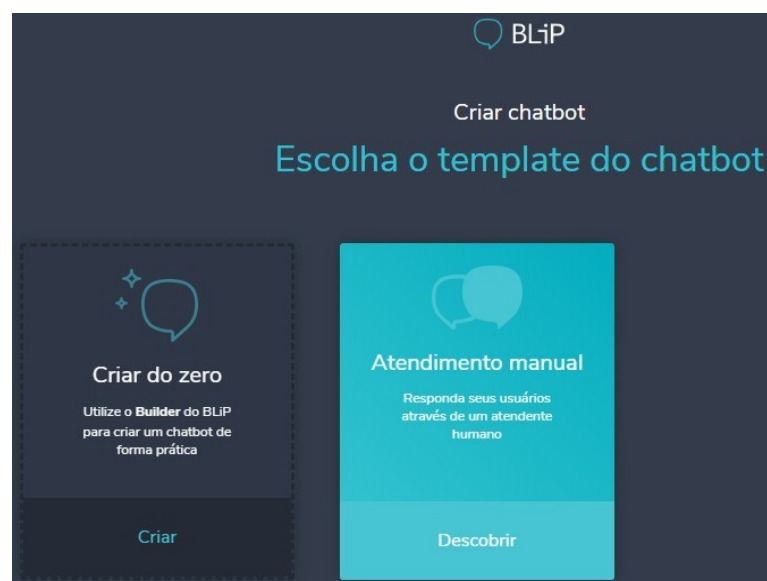 BLiP
Criar chatbot
Escolha o template do chatbot
Criar do zero
Utilize o Builder do BLiP
para criar um chatbot de
forma prática
Criar
Atendimento manual
Responda seus usuários
através de um atendente
humano
Descobrir